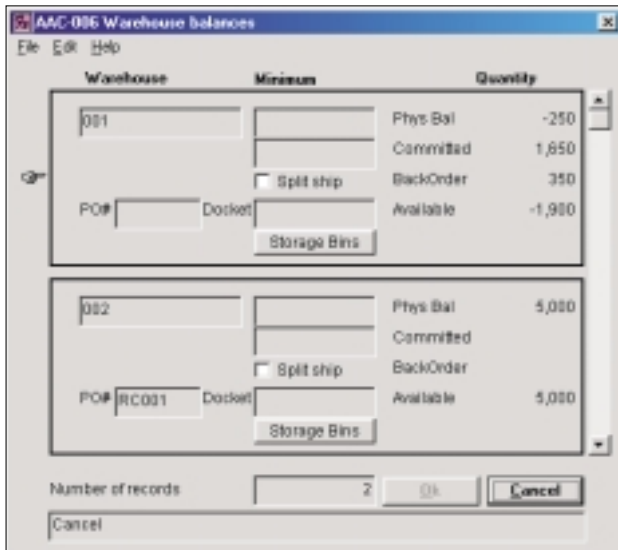 AAC-006 Warehouse balances
File Edit Help
Warehouse Minimum Quantity
001 Phys Bal -250
Committed 1,650
Split ship BackOrder 350
PO# Docket Available -1,900
Storage Bins
002 Phys Bal 5,000
Committed
Split ship BackOrder
PO# RC001 Docket Available 5,000
Storage Bins
Number of records 2 Ok Cancel
Cancel